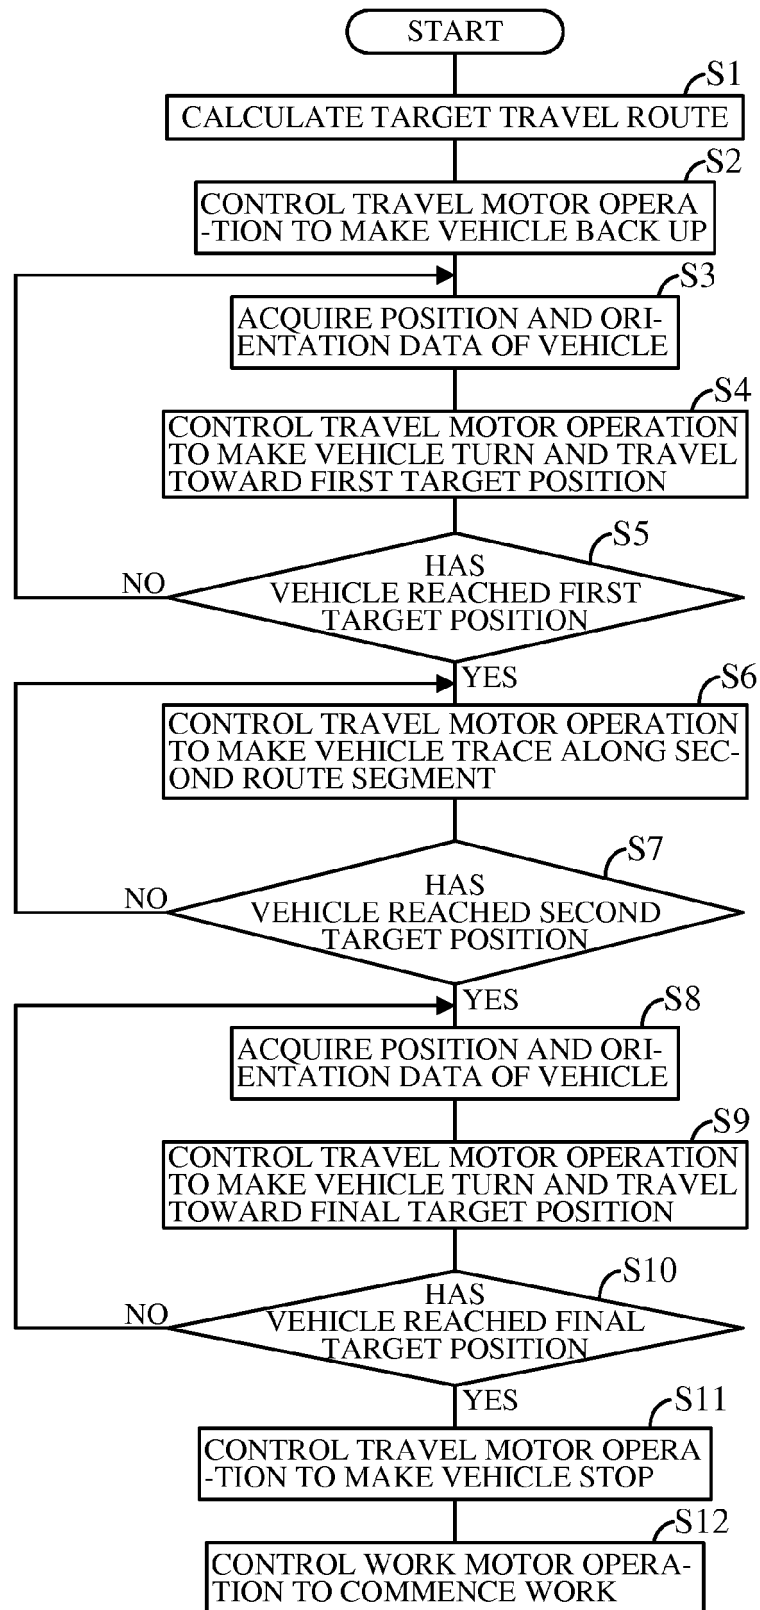 START
S1
CALCULATE TARGET TRAVEL ROUTE
S2
CONTROL TRAVEL MOTOR OPERA
-TION TO MAKE VEHICLE BACK UP
S3
ACQUIRE POSITION AND ORI-
ENTATION DATA OF VEHICLE
S4
CONTROL TRAVEL MOTOR OPERATION
TO MAKE VEHICLE TURN AND TRAVEL
TOWARD FIRST TARGET POSITION
S5
HAS
VEHICLE REACHED FIRST
TARGET POSITION
NO
YES
S6
CONTROL TRAVEL MOTOR OPERATION
TO MAKE VEHICLE TRACE ALONG SEC-
OND ROUTE SEGMENT
S7
HAS
VEHICLE REACHED SECOND
TARGET POSITION
NO
YES
S8
ACQUIRE POSITION AND ORI-
ENTATION DATA OF VEHICLE
S9
CONTROL TRAVEL MOTOR OPERATION
TO MAKE VEHICLE TURN AND TRAVEL
TOWARD FINAL TARGET POSITION
S10
HAS
VEHICLE REACHED FINAL
TARGET POSITION
NO
YES
S11
CONTROL TRAVEL MOTOR OPERA
-TION TO MAKE VEHICLE STOP
S12
CONTROL WORK MOTOR OPERA-
TION TO COMMENCE WORK